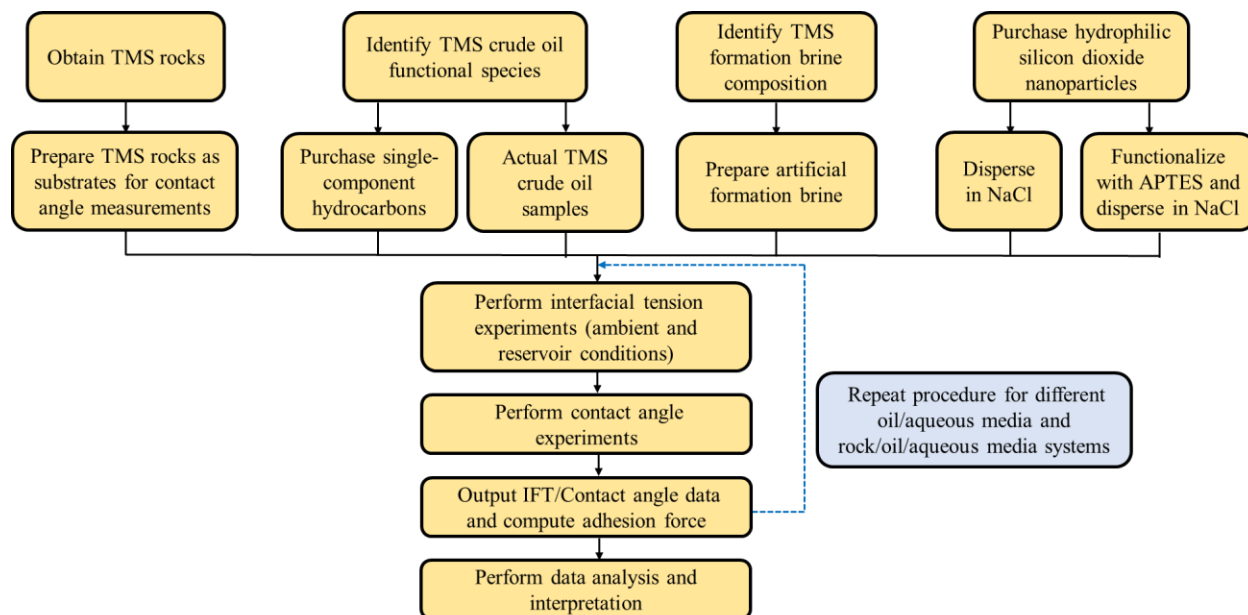 Obtain TMS rocks
Identify TMS crude oil
functional species
Identify TMS
formation brine
composition
Purchase hydrophilic
silicon dioxide
nanoparticles
Prepare TMS rocks as
substrates for contact
angle measurements
Purchase single-
component
hydrocarbons
Actual TMS
crude oil
samples
Prepare artificial
formation brine
Disperse
in NaCl
Functionalize
with APTES and
disperse in NaCl
Perform interfacial tension
experiments (ambient and
reservoir conditions)
Perform contact angle
experiments
Repeat procedure for different
oil/aqueous media and
rock/oil/aqueous media systems
Output IFT/Contact angle data
and compute adhesion force
Perform data analysis and
interpretation